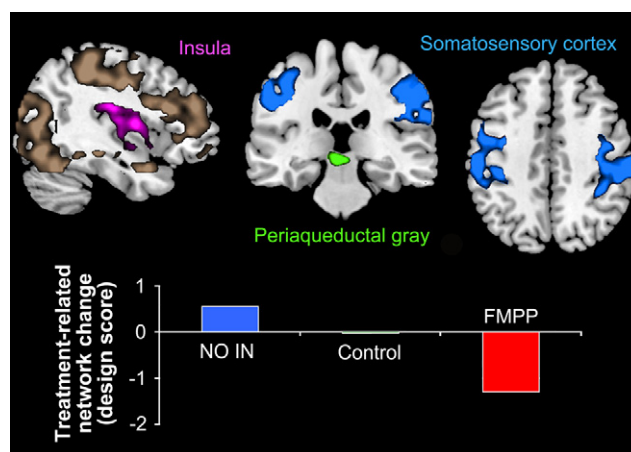 Insula
Somatosensory cortex
Periaqueductal gray
Treatment-related
network change
(design score)
1
0
-1
-2
NO IN
Control
FMPP